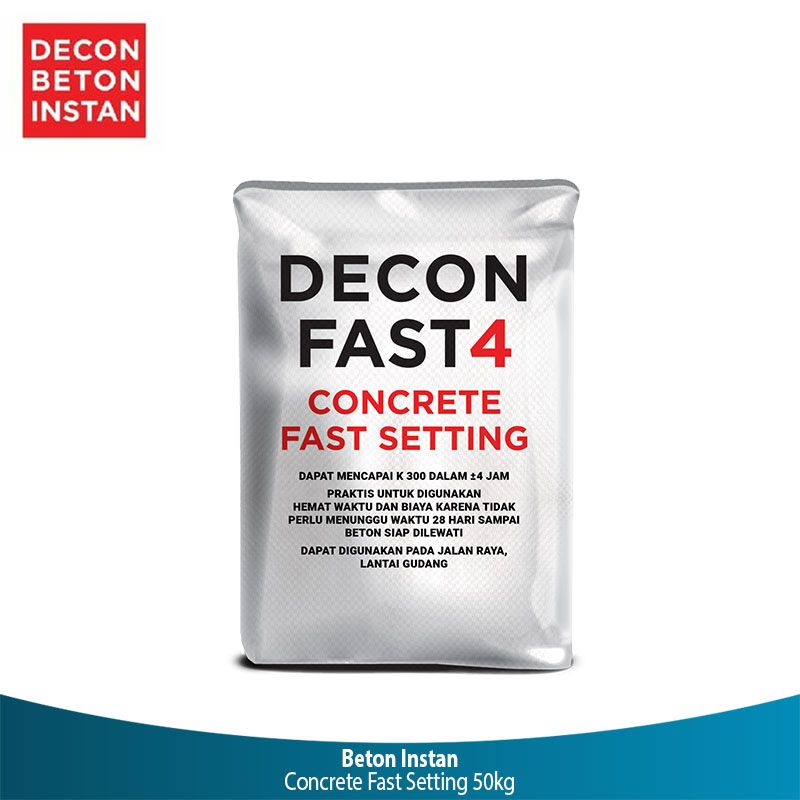 DECON
BETON
INSTAN
DECON
FAST4
CONCRETE
FAST SETTING
DAPAT MENCAPAI K 300 DALAM ±4 JAM
PRAKTIS UNTUK DIGUNAKAN
HEMAT WAKTU DAN BIAYA KARENA TIDAK
PERLU MENUNGGU WAKTU 28 HARI SAMPAI
BETON SIAP DILEWATI
DAPAT DIGUNAKAN PADA JALAN RAYA,
LANTAI GUDANG
Beton Instan
Concrete Fast Setting 50kg